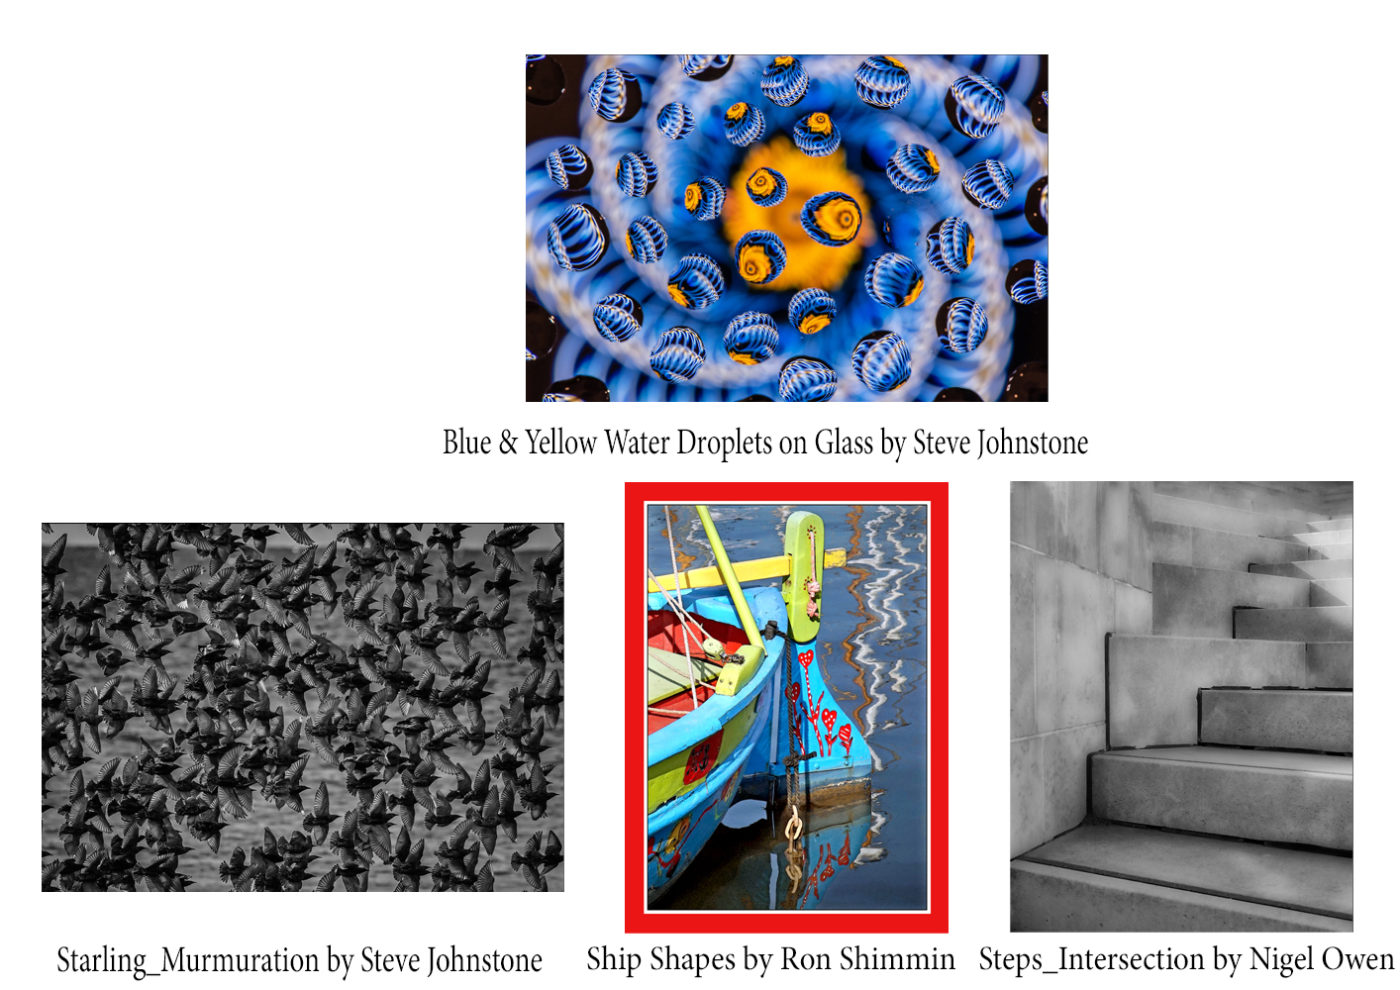 Blue & Yellow Water Droplets on Glass by Steve Johnstone
Starling_Murmuration by Steve Johnstone
Ship Shapes by Ron Shimmin
Steps_Intersection by Nigel Owen